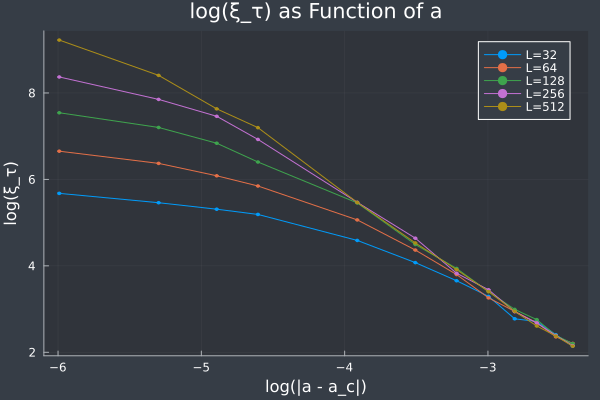 log(ξ_τ) as Function of a
L=32
L=64
L=128
L=256
L=512
log(ξ_τ)
8
6
4
2
−6
−5
−4
−3
log(|a - a_c|)